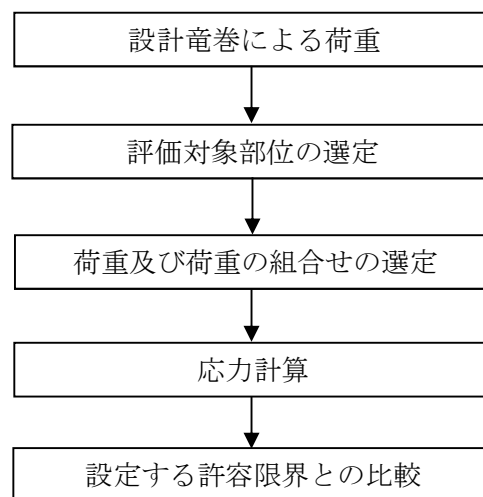 設計竜巻による荷重
評価対象部位の選定
荷重及び荷重の組合せの選定
応力計算
設定する許容限界との比較